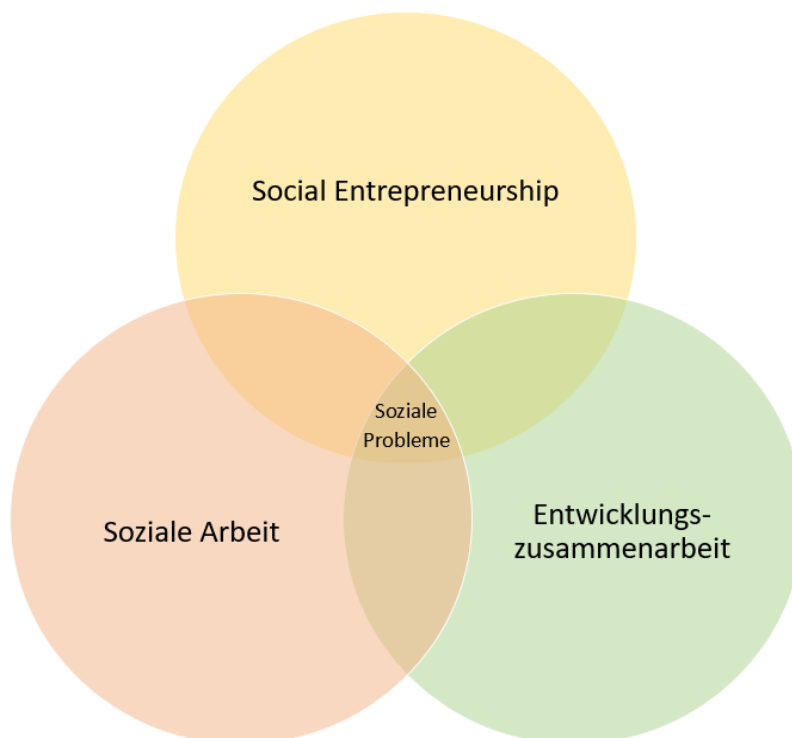 Social Entrepreneurship
Soziale
Probleme
Soziale Arbeit
Entwicklungs-
zusammenarbeit